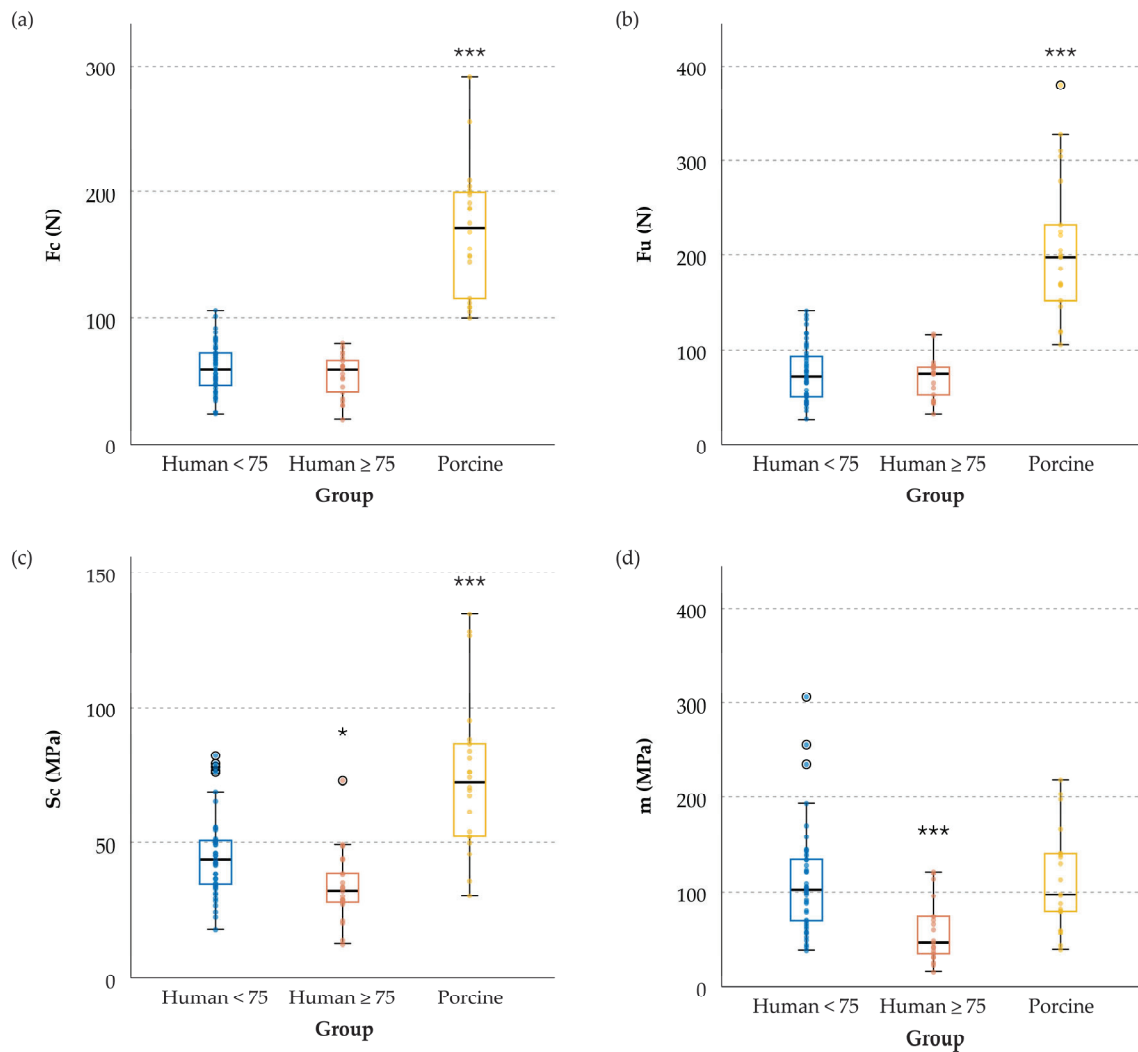 (a)
Fc (N)
300
200
100
0
***
Human < 75 Human ≥ 75 Porcine
Group
(b)
Fu (N)
400
300
200
100
0
***
Human < 75 Human ≥ 75 Porcine
Group
(c)
Sc (MPa)
150
100
50
0
*
***
Human < 75 Human ≥ 75 Porcine
Group
(d)
m (MPa)
400
300
200
100
0
***
Human < 75 Human ≥ 75 Porcine
Group